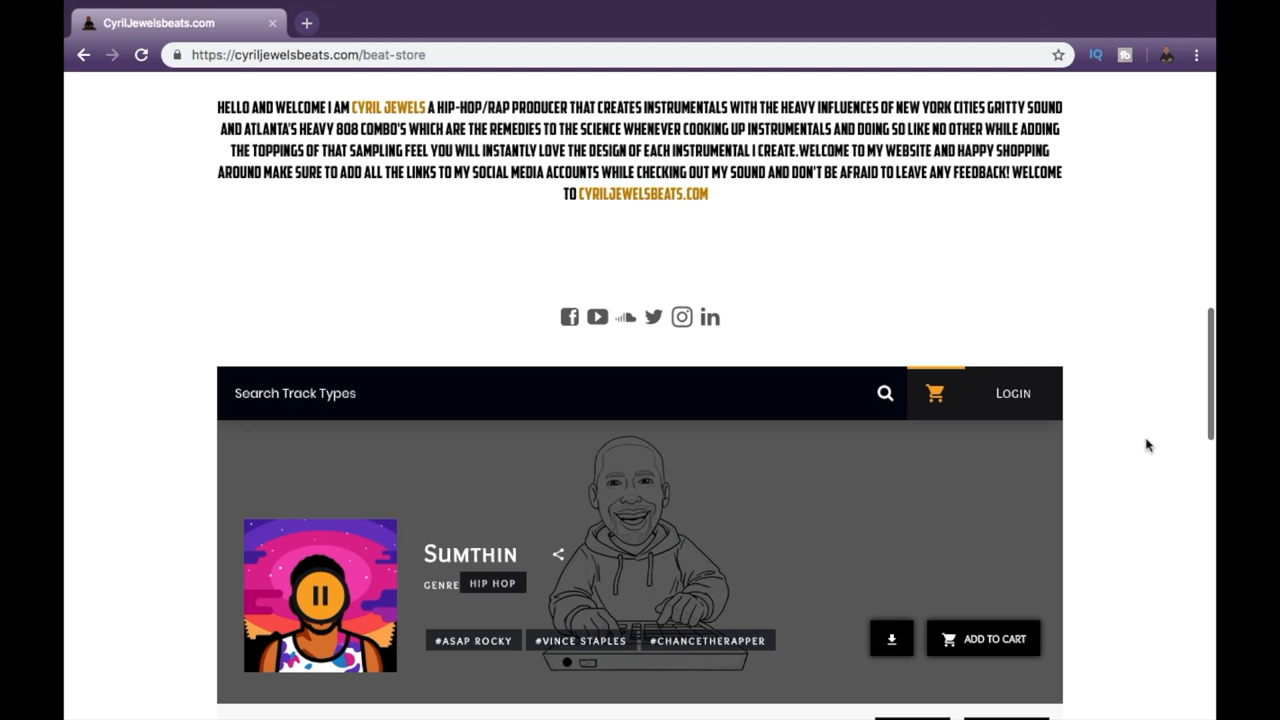 CyrilJewelsbeats.com
https://cyriljewelsbeats.com/beat-store
IQ
HELLO AND WELCOME I AM CYRIL JEWELS A HIP-HOP/RAP PRODUCER THAT CREATES INSTRUMENTALS WITH THE HEAVY INFLUENCES OF NEW YORK CITIES GRITTY SOUND
AND ATLANTA'S HEAVY 808 COMBO'S WHICH ARE THE REMEDIES TO THE SCIENCE WHENEVER COOKING UP INSTRUMENTALS AND DOING SO LIKE NO OTHER WHILE ADDING
THE TOPPINGS OF THAT SAMPLING FEEL YOU WILL INSTANTLY LOVE THE DESIGN OF EACH INSTRUMENTAL I CREATE.WELCOME TO MY WEBSITE AND HAPPY SHOPPING
AROUND MAKE SURE TO ADD ALL THE LINKS TO MY SOCIAL MEDIA ACCOUNTS WHILE CHECKING OUT MY SOUND AND DON'T BE AFRAID TO LEAVE ANY FEEDBACK! WELCOME
TO CYRILJEWELSBEATS.COM
Search Track Types
LOGIN
SUMTHIN
GENRE HIP HOP
#ASAP ROCKY #VINCE STAPLES #CHANCETHERAPPER
ADD TO CART